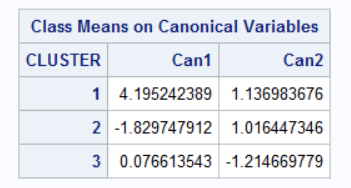 Class Means on Canonical Variables
CLUSTER Can1 Can2
1 4.195242389 1.136983676
2 -1.829747912 1.016447346
3 0.076613543 -1.214669779